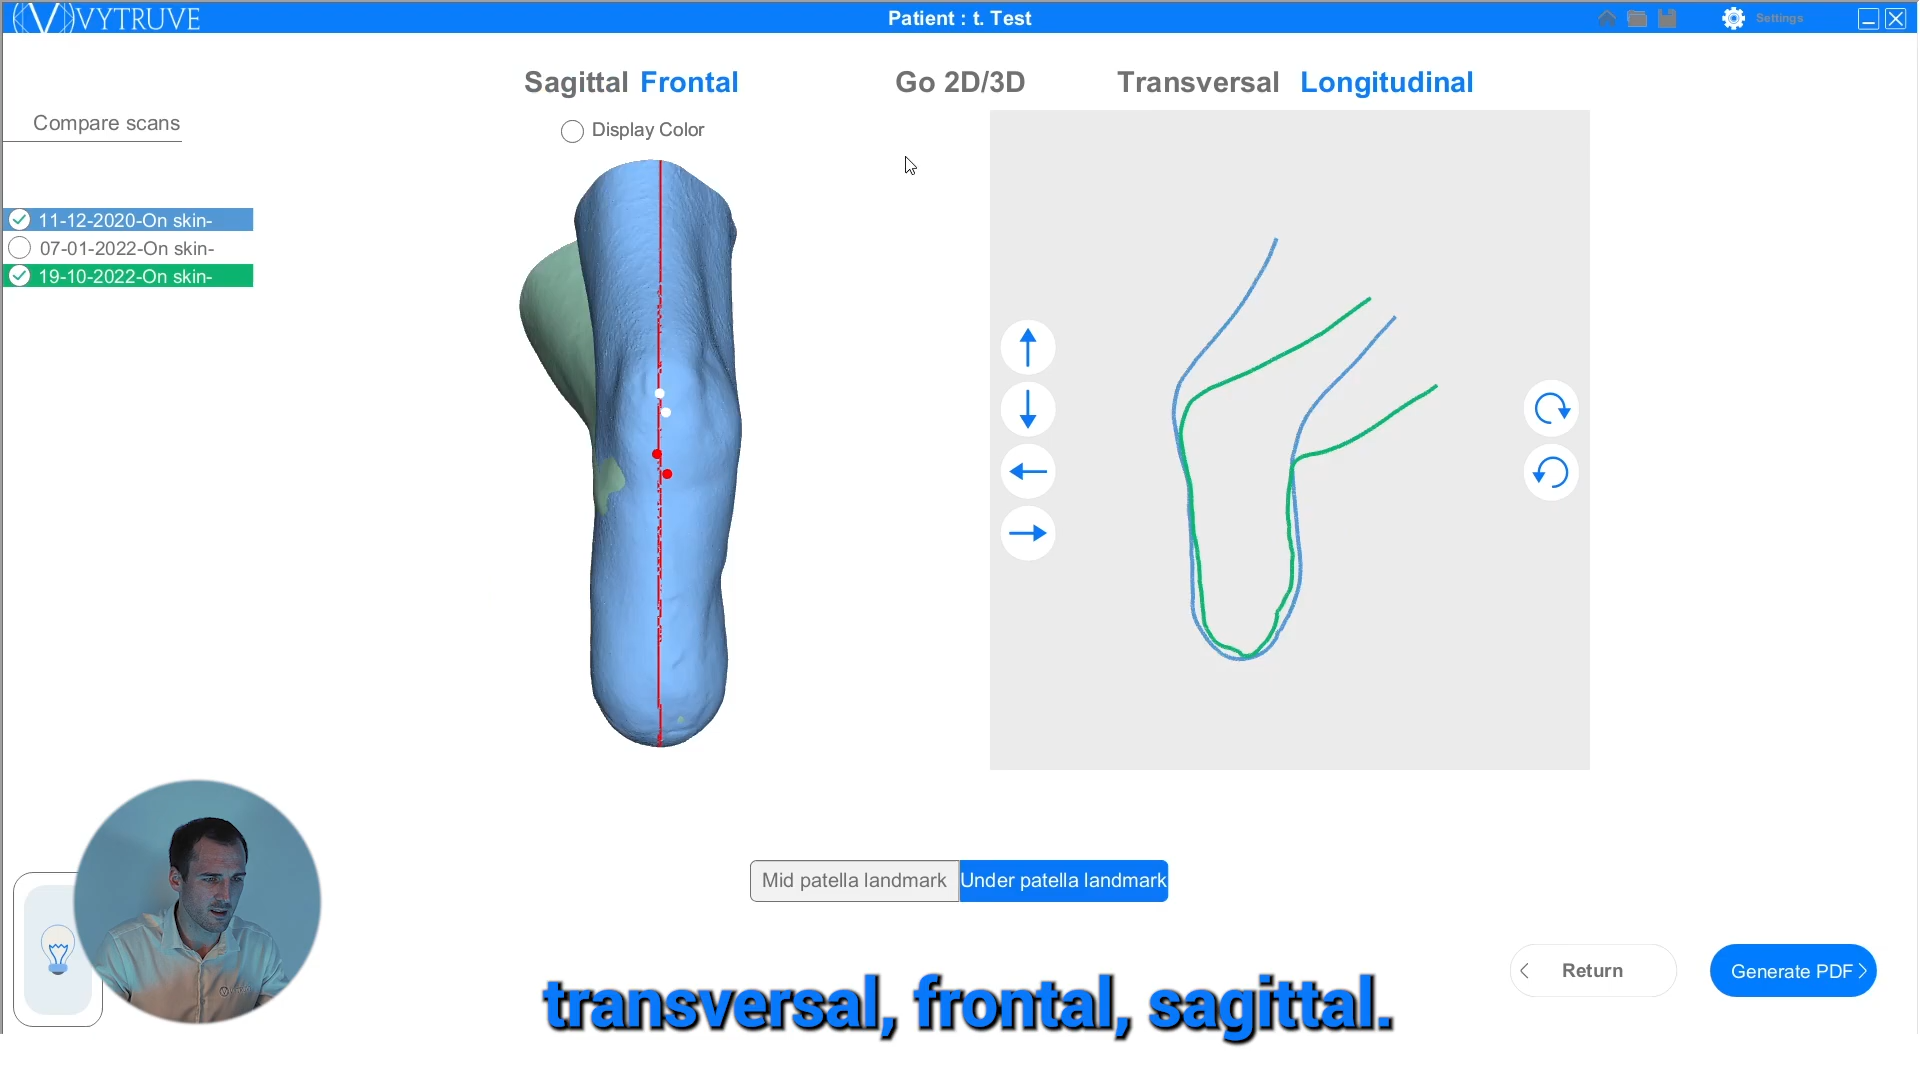 VYTRUVE
Patient : t. Test
Settings
Sagittal Frontal
Go 2D/3D
Transversal Longitudinal
Compare scans
Display Color
11-12-2020-On skin-
07-01-2022-On skin-
19-10-2022-On skin-
Mid patella landmark
Under patella landmark
Return
Generate PDF
transversal, frontal, sagittal.